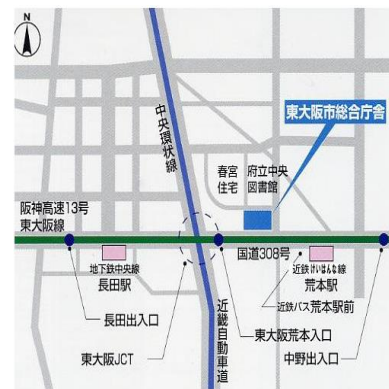 N
東大阪市総合庁舎
中央環状線
春宮
住宅
府立中央
図書館
阪神高速13号
東大阪線
国道308号
地下鉄中央線
長田駅
近鉄けいはんな線
荒本駅
近鉄バス荒本駅前
長田出入口
東大阪荒本入口
東大阪JCT
近畿自動車道
中野出入口